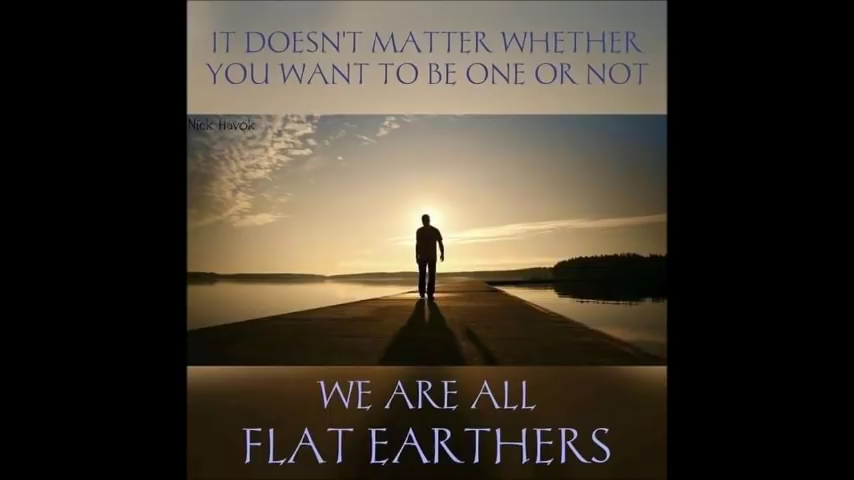 IT DOESN'T MATTER WHETHER
YOU WANT TO BE ONE OR NOT
Nick Havok
WE ARE ALL
FLAT EARTHERS